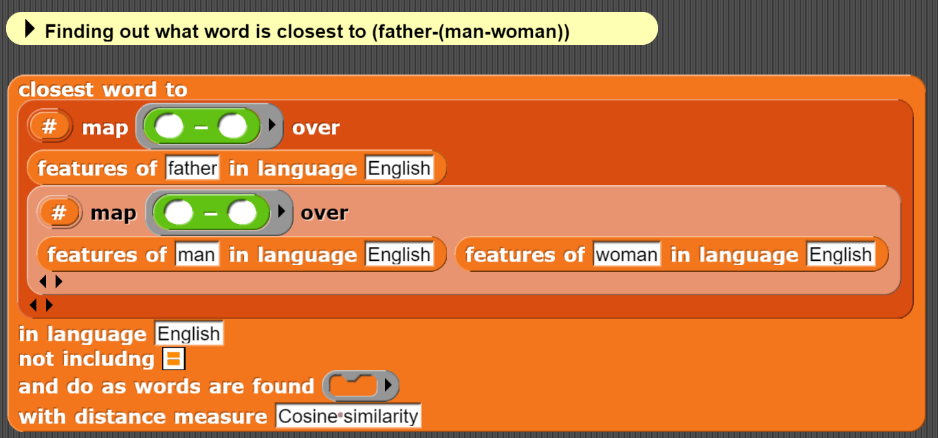 Finding out what word is closest to (father-(man-woman))
closest word to
# map – over
features of father in language English
# map – over
features of man in language English features of woman in language English
in language English
not includng
and do as words are found
with distance measure Cosine similarity